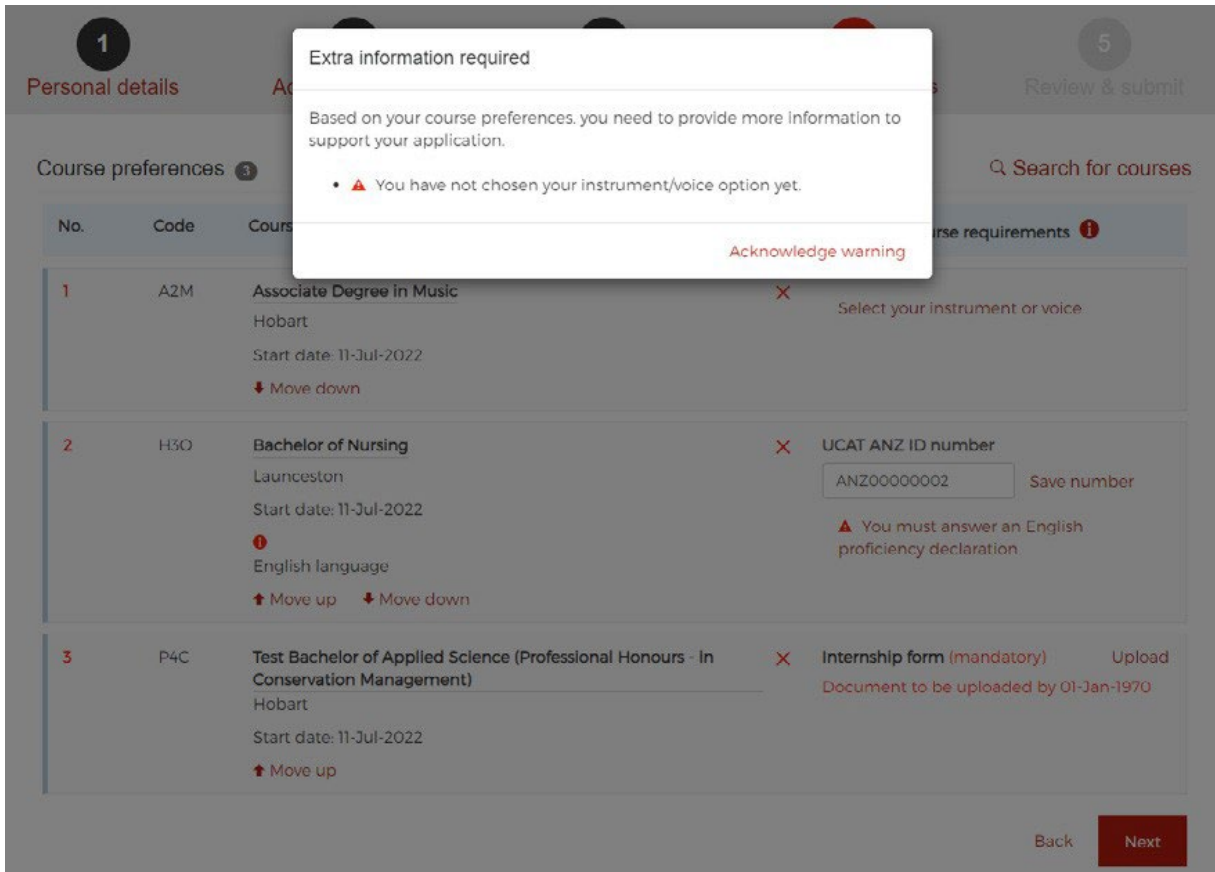 1
5
Personal details
Review & submit
Extra information required
Based on your course preferences, you need to provide more information to
support your application.
• You have not chosen your instrument/voice option yet.
Acknowledge warning
Course preferences 3
Search for courses
No. Code requirements
1 A2M Associate Degree in Music
Hobart
Start date: 11-Jul-2022
Move down
Select your instrument or voice
2 H3O Bachelor of Nursing
Launceston
Start date: 11-Jul-2022
English language
Move up Move down
UCAT ANZ ID number
ANZ00000002 Save number
You must answer an English
proficiency declaration
3 P4C Test Bachelor of Applied Science (Professional Honours - in
Conservation Management)
Hobart
Start date: 11-Jul-2022
Move up
Internship form (mandatory) Upload
Document to be uploaded by 01-Jan-1970
Back Next